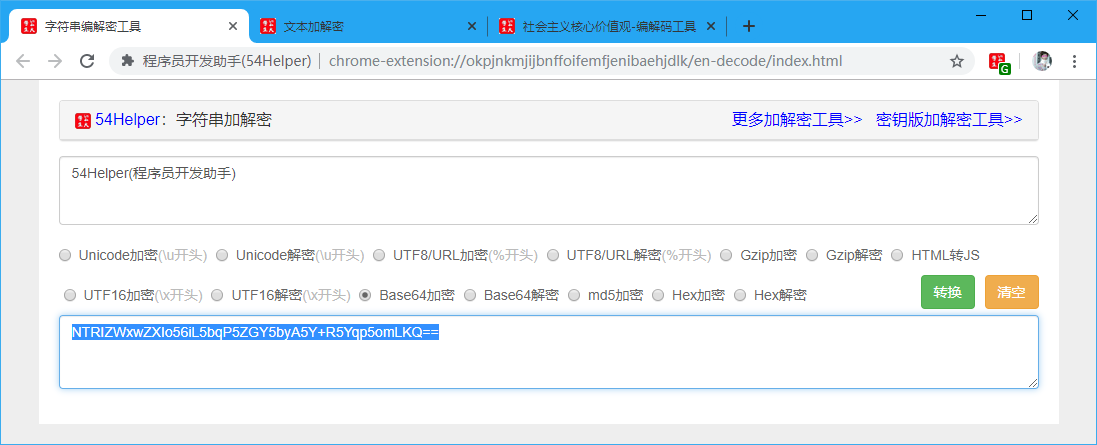 字符串编解密工具
文本加解密
社会主义核心价值观-编解码工具
程序员开发助手(54Helper) | chrome-extension://okpjnkmjijbnffoifemfjenibaehjdlk/en-decode/index.html
G
54Helper：字符串加解密 更多加解密工具>> 密钥版加解密工具>>
54Helper(程序员开发助手)
Unicode加密(\u开头) Unicode解密(\u开头) UTF8/URL加密(%开头) UTF8/URL解密(%开头) Gzip加密 Gzip解密 HTML转JS
UTF16加密(\x开头) UTF16解密(\x开头) Base64加密 Base64解密 md5加密 Hex加密 Hex解密 转换 清空
NTRIZWxwZXIo56iL5bqP5ZGY5byA5Y+R5Yqp5omLKQ==